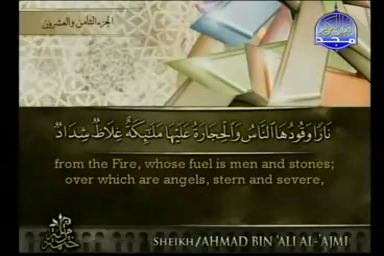 الجزء الثامن والعشرون
المجد
نَارًا وَقُودُهَا النَّاسُ وَالْحِجَارَةُ عَلَيْهَا مَلَٰٓئِكَةٌ غِلَاظٌ شِدَادٌ
from the Fire, whose fuel is men and stones;
over which are angels, stern and severe,
SHEIKH/AHMAD BIN 'ALI AL-'AJMI